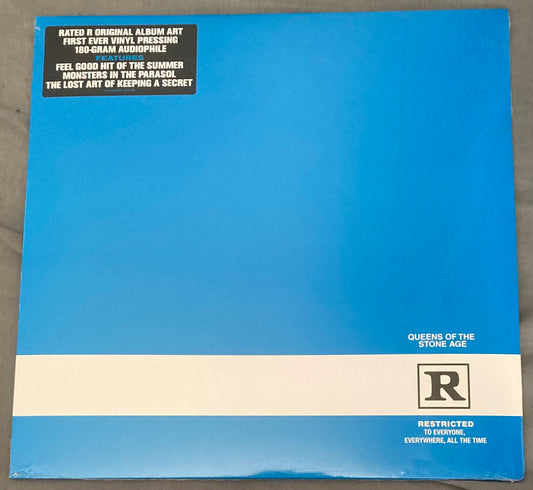 RATED R ORIGINAL ALBUM ART
FIRST EVER VINYL PRESSING
180-GRAM AUDIOPHILE
FEATURES
FEEL GOOD HIT OF THE SUMMER
MONSTERS IN THE PARASOL
THE LOST ART OF KEEPING A SECRET
QUEENS OF THE
STONE AGE
R
RESTRICTED
TO EVERYONE,
EVERYWHERE, ALL THE TIME